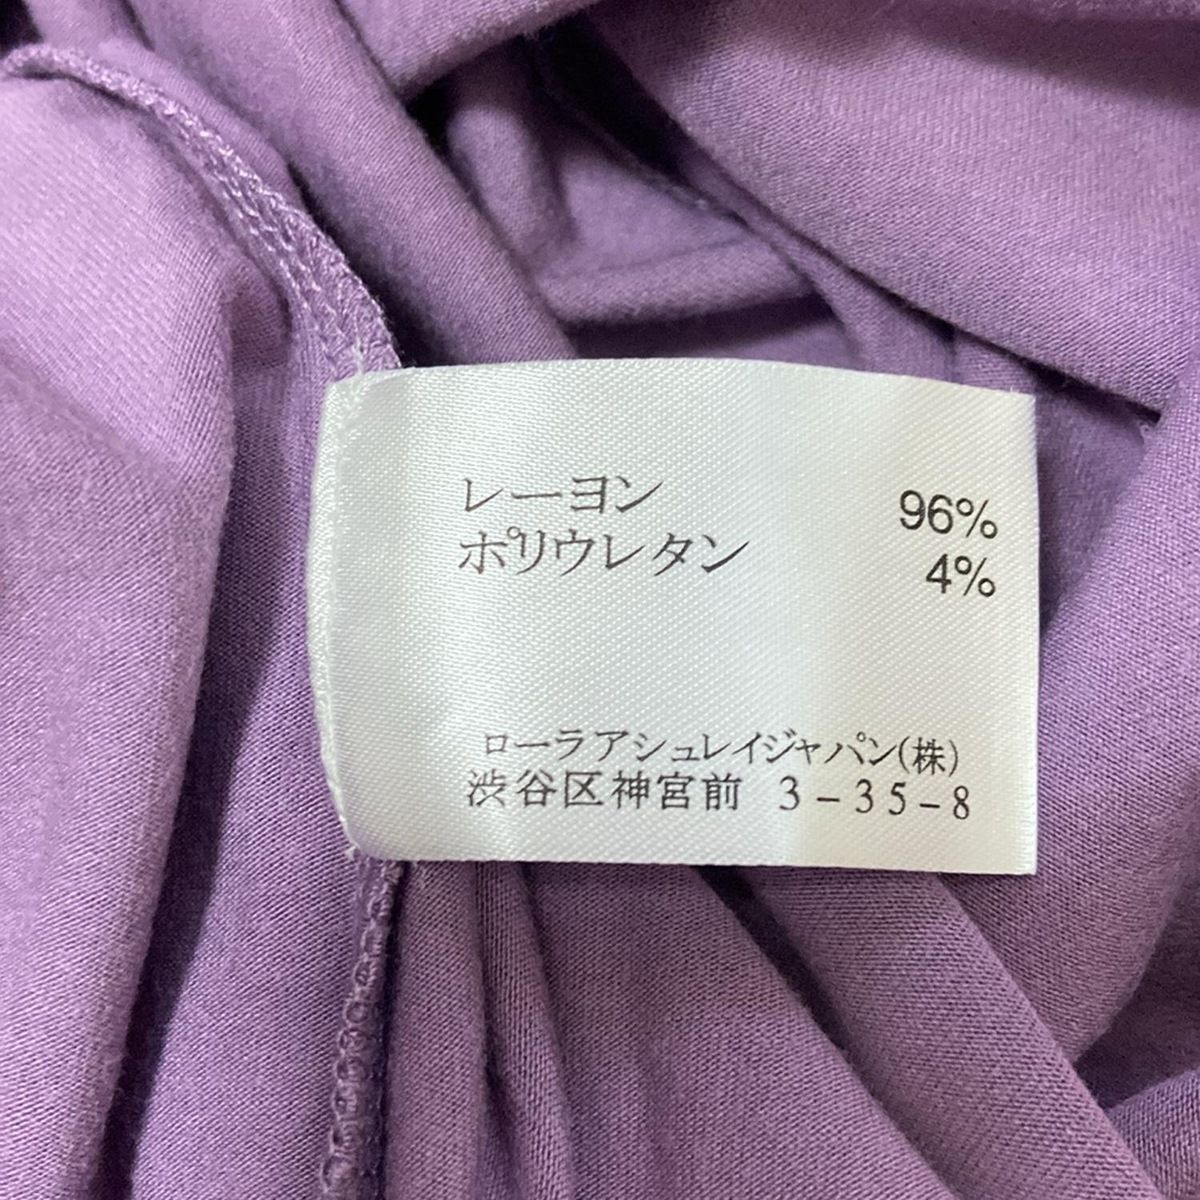 レーヨン 96%
ポリウレタン 4%
ローラアシュレイジャパン(株)
渋谷区神宮前 3-35-8